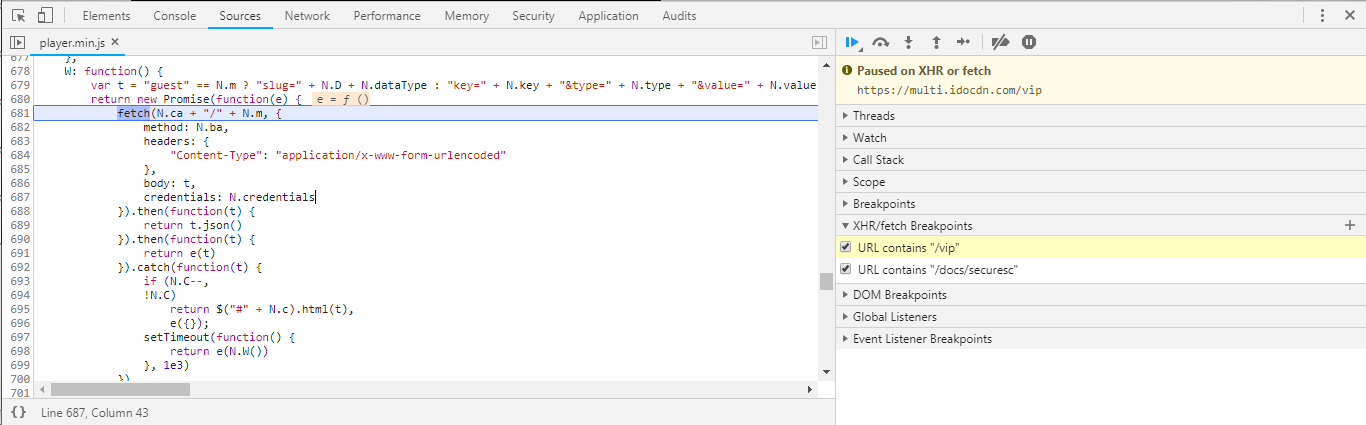 Elements Console Sources Network Performance Memory Security Application Audits
player.min.js
677 },
678 W: function() {
679 var t = "guest" == N.m ? "slug=" + N.D + N.dataType : "key=" + N.key + "&type=" + N.type + "&value=" + N.value
680 return new Promise(function(e) { e = ƒ ()
681 fetch(N.ca + "/" + N.m, {
682 method: N.ba,
683 headers: {
684 "Content-Type": "application/x-www-form-urlencoded"
685 },
686 body: t,
687 credentials: N.credentials
688 }).then(function(t) {
689 return t.json()
690 }).then(function(t) {
691 return e(t)
692 }).catch(function(t) {
693 if (N.C--,
694 !N.C)
695 return $("#" + N.c).html(t),
696 e({});
697 setTimeout(function() {
698 return e(N.W())
699 }, 1e3)
700 })
701
{} Line 687, Column 43
Paused on XHR or fetch
https://multi.idocdn.com/vip
Threads
Watch
Call Stack
Scope
Breakpoints
XHR/fetch Breakpoints
URL contains "/vip"
URL contains "/docs/securesc"
DOM Breakpoints
Global Listeners
Event Listener Breakpoints